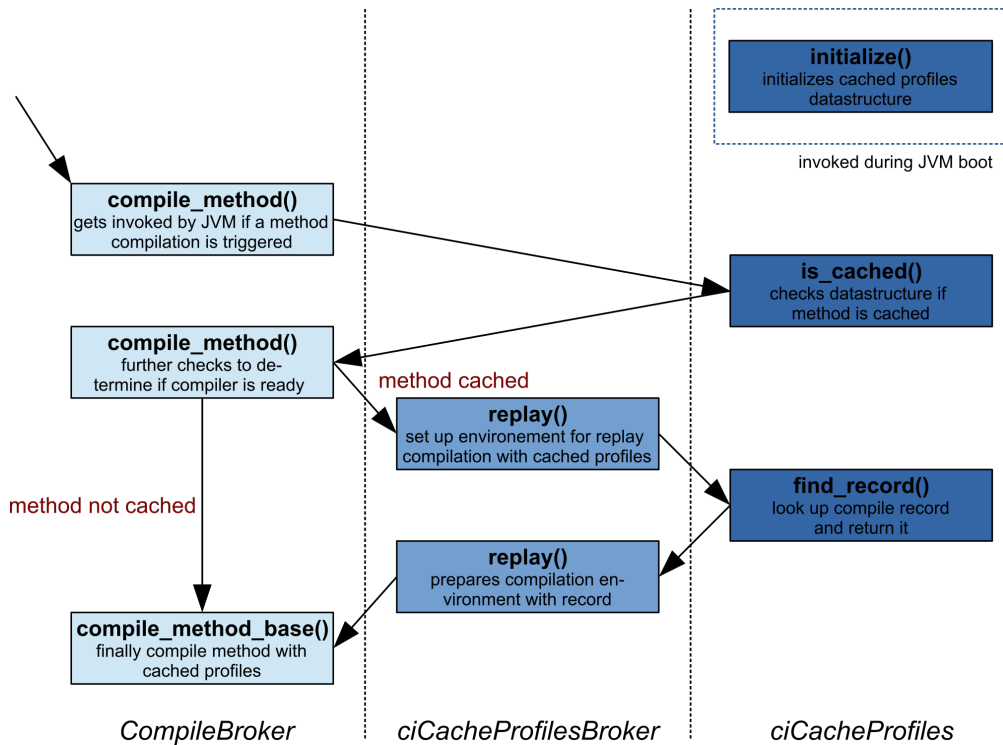 initialize()
initializes cached profiles
datastructure
invoked during JVM boot
compile_method()
gets invoked by JVM if a method
compilation is triggered
is_cached()
checks datastructure if
method is cached
compile_method()
further checks to de-
termine if compiler is ready
method cached
replay()
set up environement for replay
compilation with cached profiles
method not cached
find_record()
look up compile record
and return it
replay()
prepares compilation en-
vironment with record
compile_method_base()
finally compile method with
cached profiles
CompileBroker
ciCacheProfilesBroker
ciCacheProfiles